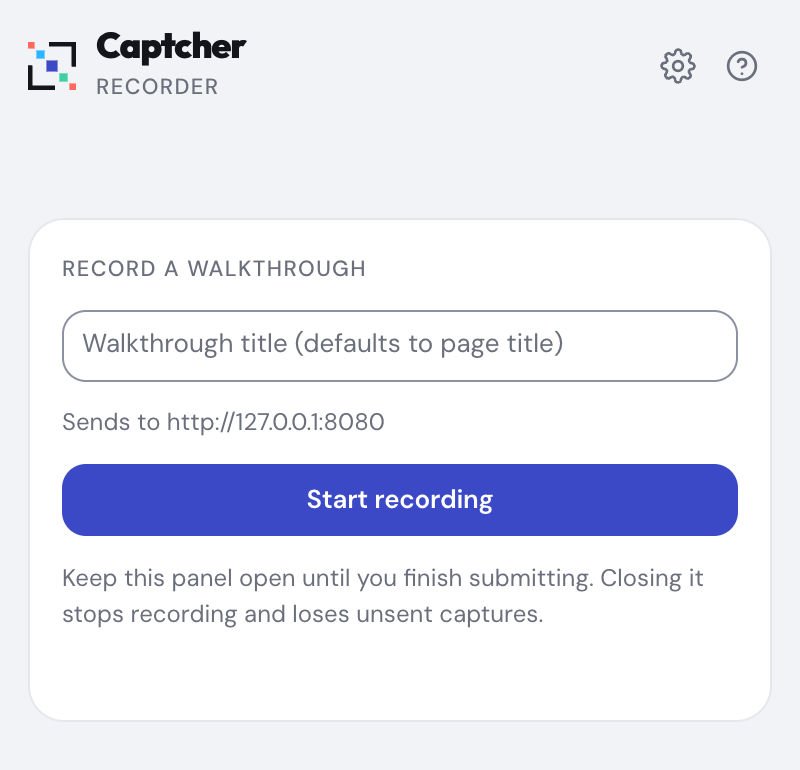 Captcher
RECORDER
RECORD A WALKTHROUGH
Walkthrough title (defaults to page title)
Sends to http://127.0.0.1:8080
Start recording
Keep this panel open until you finish submitting. Closing it
stops recording and loses unsent captures.